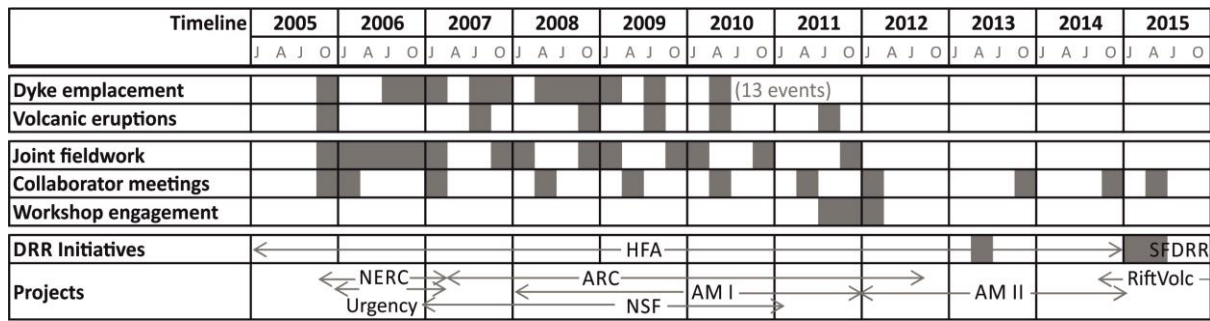 Timeline 2005 2006 2007 2008 2009 2010 2011 2012 2013 2014 2015
J A J O J A J O J A J O J A J O J A J O J A J O J A J O J A J O J A J O J A J O J A J O
Dyke emplacement (13 events)
Volcanic eruptions
Joint fieldwork
Collaborator meetings
Workshop engagement
DRR Initiatives HFA SFDRR
Projects NERC ARC RiftVolc
AM I AM II
Urgency NSF